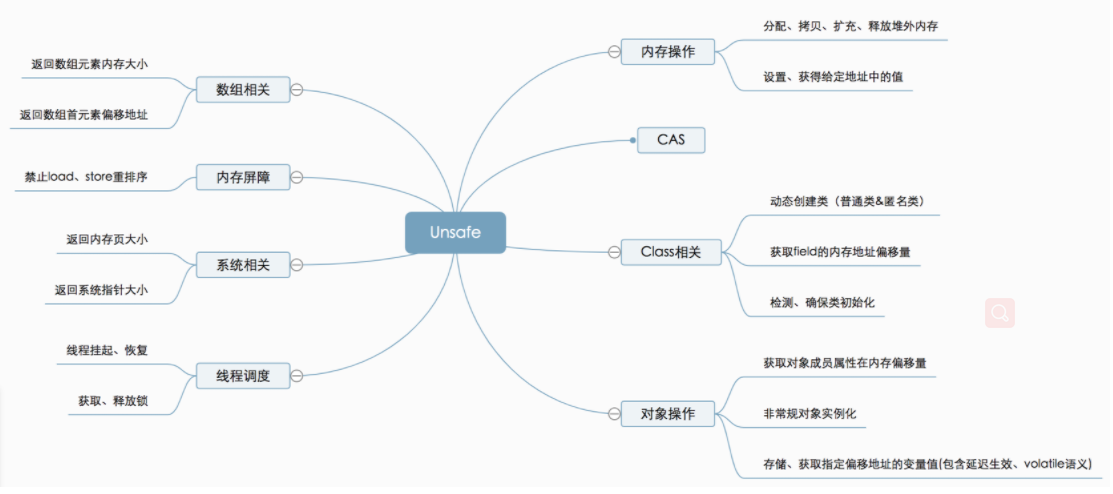 Unsafe
内存操作
分配、拷贝、扩充、释放堆外内存
设置、获得给定地址中的值
CAS
Class相关
动态创建类（普通类&匿名类）
获取field的内存地址偏移量
检测、确保类初始化
对象操作
获取对象成员属性在内存偏移量
非常规对象实例化
存储、获取指定偏移地址的变量值(包含延迟生效、volatile语义)
数组相关
返回数组元素内存大小
返回数组首元素偏移地址
内存屏障
禁止load、store重排序
系统相关
返回内存页大小
返回系统指针大小
线程调度
线程挂起、恢复
获取、释放锁